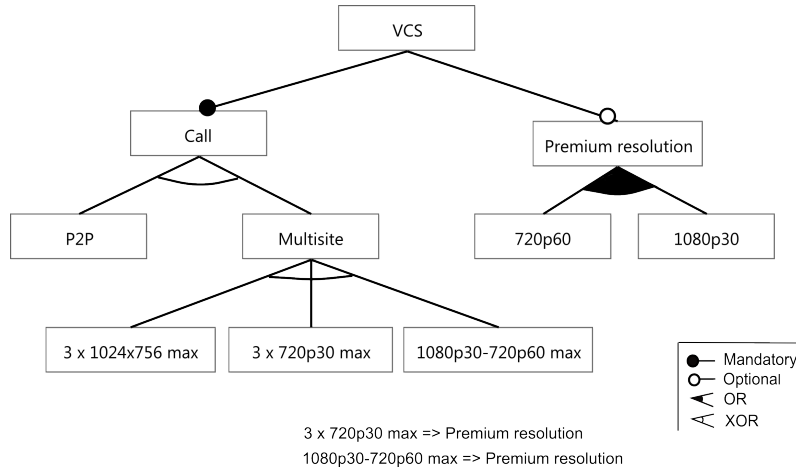 VCS
Call
Premium resolution
P2P
Multisite
720p60
1080p30
3 x 1024x756 max
3 x 720p30 max
1080p30-720p60 max
Mandatory
Optional
OR
XOR
3 x 720p30 max => Premium resolution
1080p30-720p60 max => Premium resolution